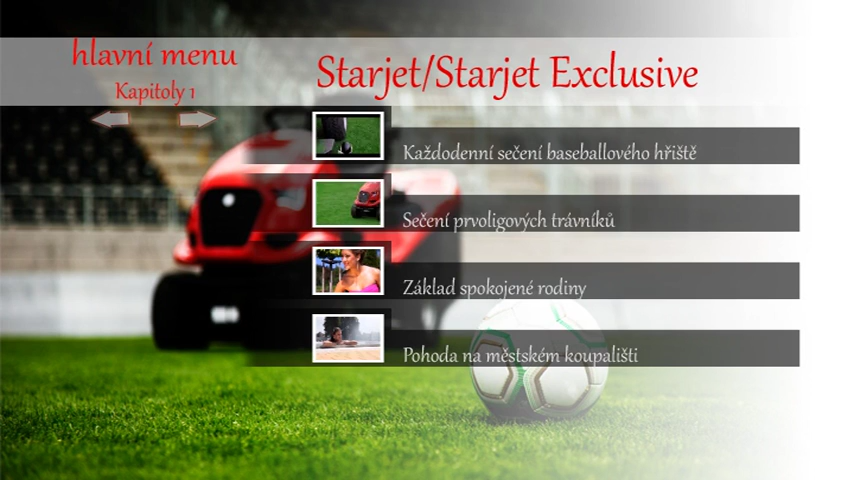 hlavní menu
Kapitoly 1
Starjet/Starjet Exclusive
Každodenní sečení baseballového hřiště
Sečení prvoligových trávníků
Základ spokojené rodiny
Pohoda na městském koupališti